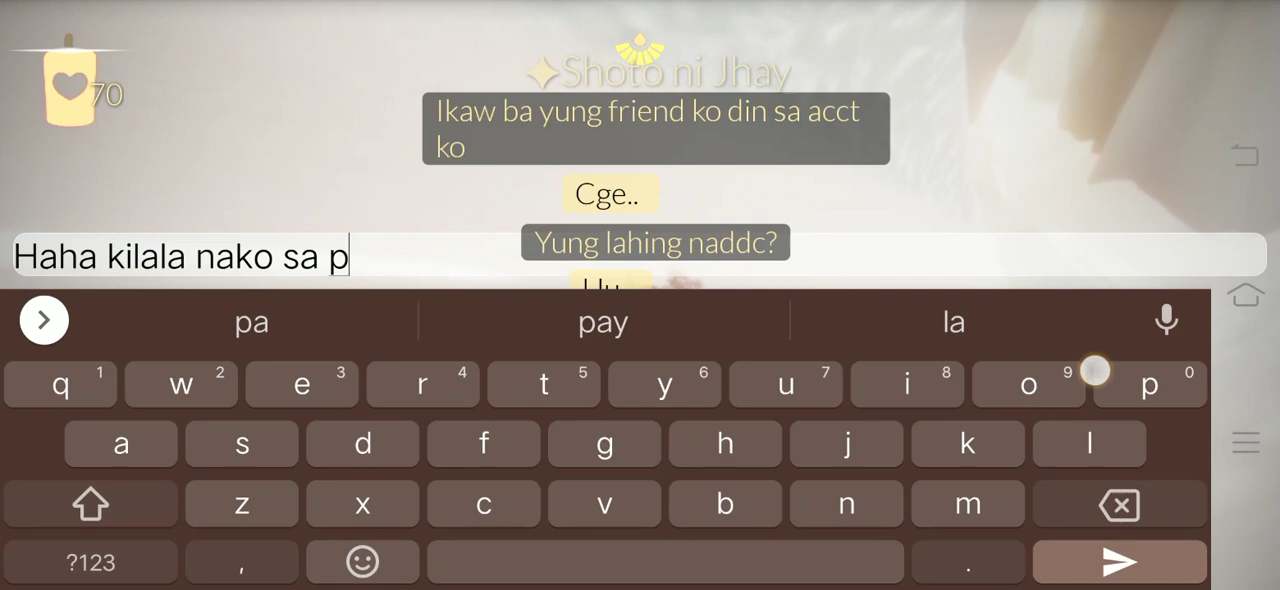 70
✦Shoto ni Jhay
Ikaw ba yung friend ko din sa acct
ko
Cge..
Yung lahing naddc?
Haha kilala nako sa p
pa pay la
q 1 w 2 e 3 r 4 t 5 y 6 u 7 i 8 o 9 p 0
a s d f g h j k l
z x c v b n m
?123 , .